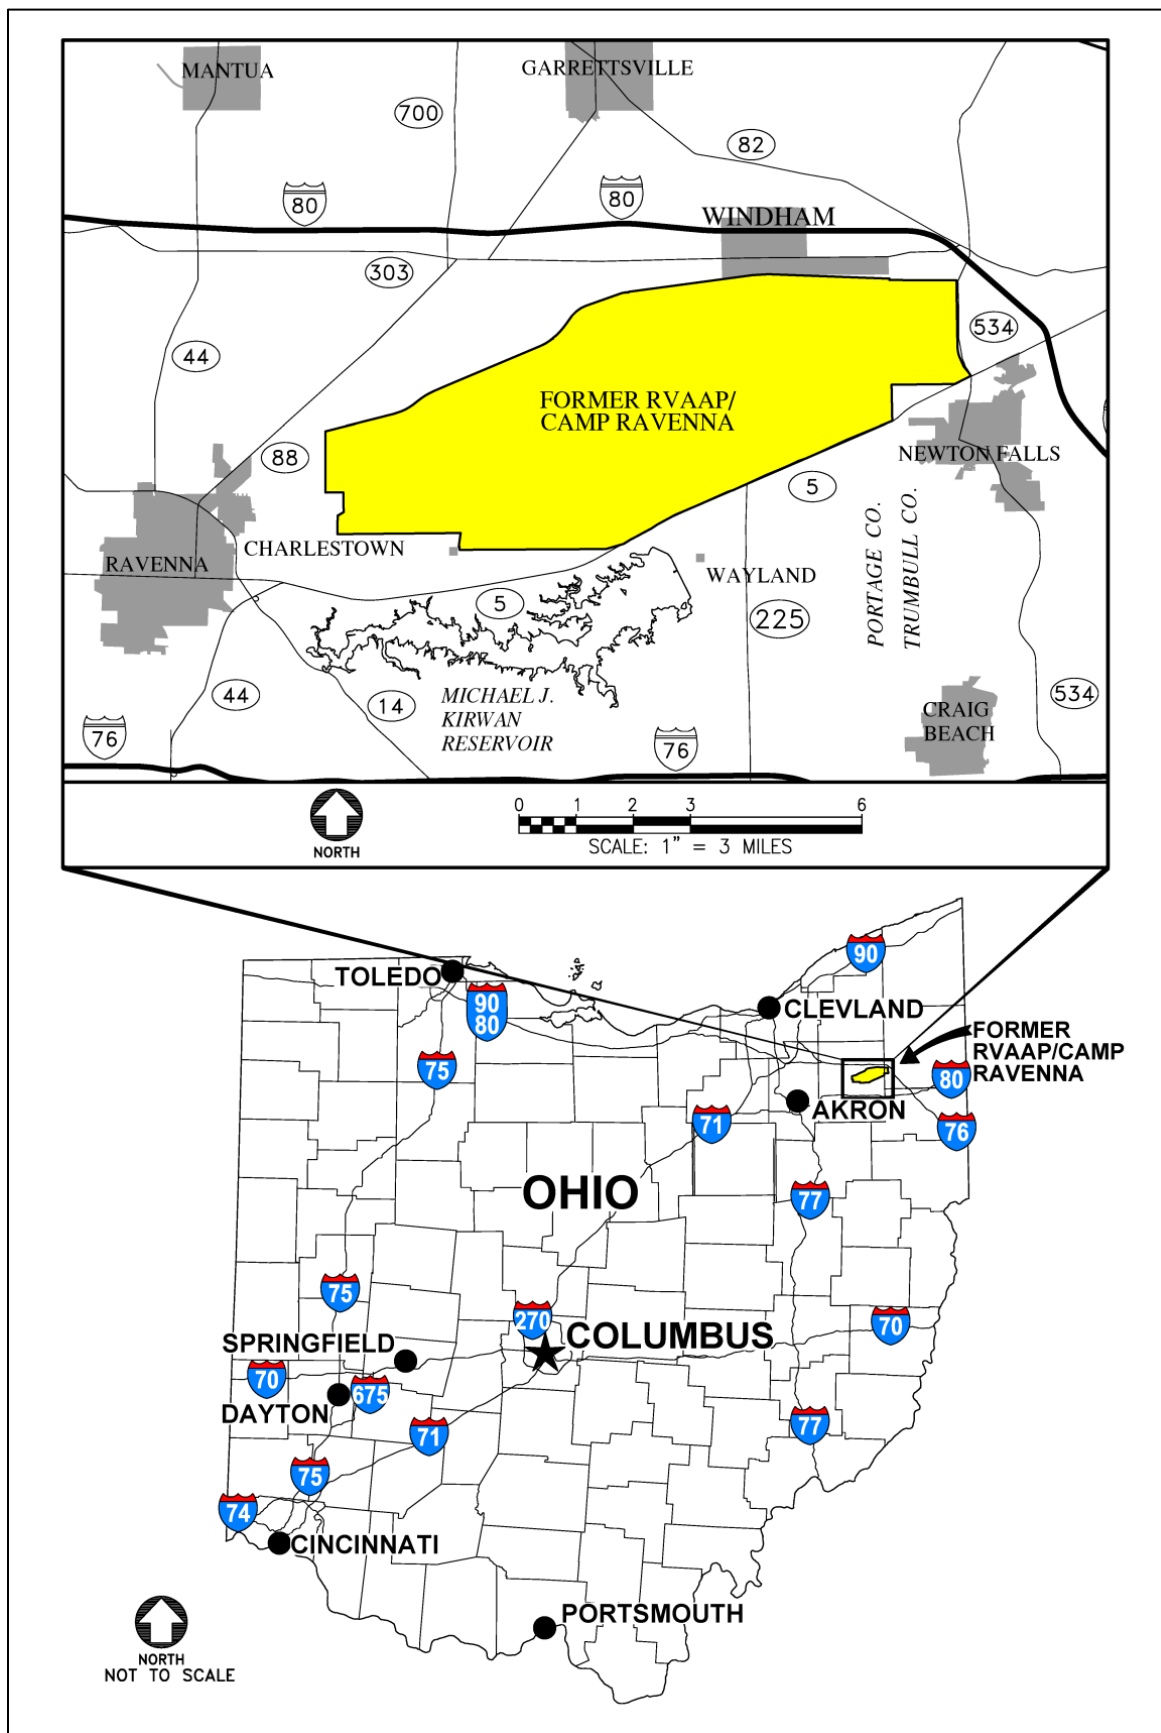 MANTUA
GARRETTSVILLE
700
82
80
80
WINDHAM
303
534
44
FORMER RVAAP/
CAMP RAVENNA
88
NEWTON FALLS
5
CHARLESTOWN
RAVENNA
WAYLAND
PORTAGE CO.
TRUMBULL CO.
5
225
44
14
MICHAEL J.
KIRWAN
RESERVOIR
534
CRAIG
BEACH
76
76
NORTH
0 1 2 3 6
SCALE: 1" = 3 MILES
TOLEDO
90
90
80
CLEVLAND
FORMER
RVAAP/CAMP
RAVENNA
75
80
AKRON
71
76
OHIO
77
75
270
70
COLUMBUS
SPRINGFIELD
70
675
DAYTON
71
77
75
74
CINCINNATI
PORTSMOUTH
NORTH
NOT TO SCALE